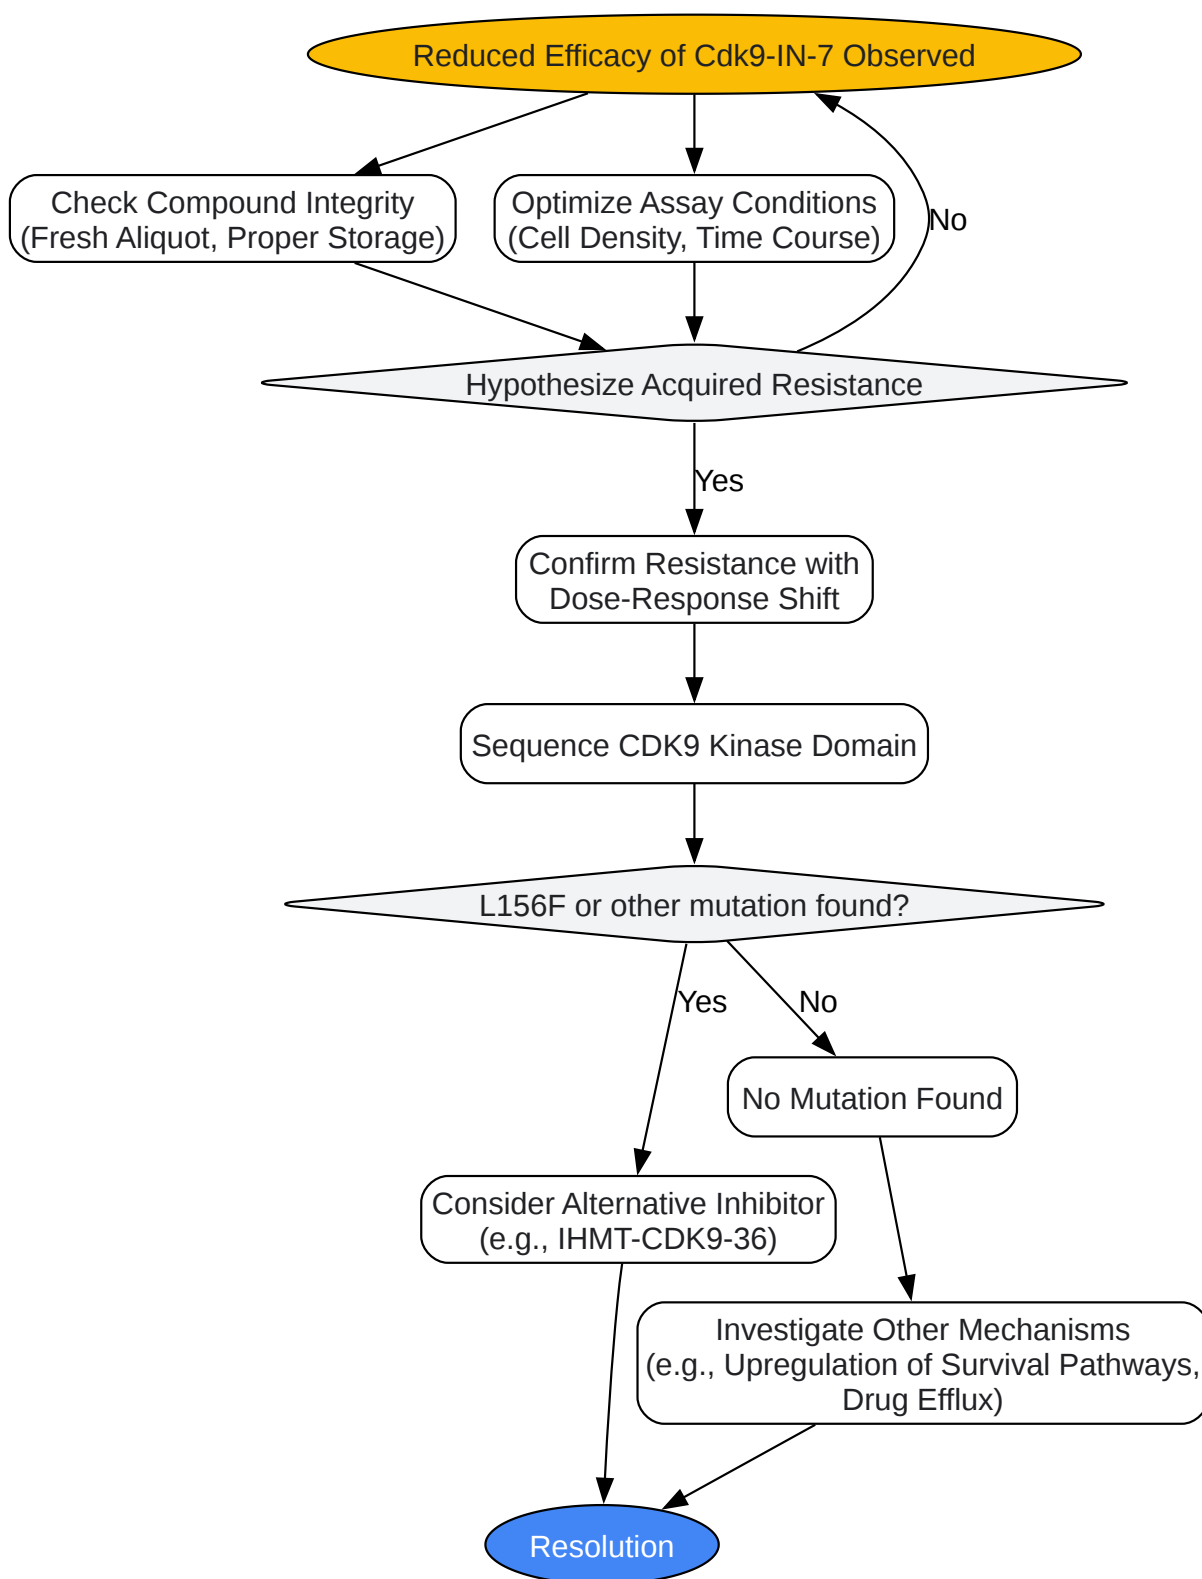 Reduced Efficacy of Cdk9-IN-7 Observed
Check Compound Integrity
(Fresh Aliquot, Proper Storage)
Optimize Assay Conditions
(Cell Density, Time Course)
No
Hypothesize Acquired Resistance
Yes
Confirm Resistance with
Dose-Response Shift
Sequence CDK9 Kinase Domain
L156F or other mutation found?
Yes
No
No Mutation Found
Consider Alternative Inhibitor
(e.g., IHMT-CDK9-36)
Investigate Other Mechanisms
(e.g., Upregulation of Survival Pathways,
Drug Efflux)
Resolution